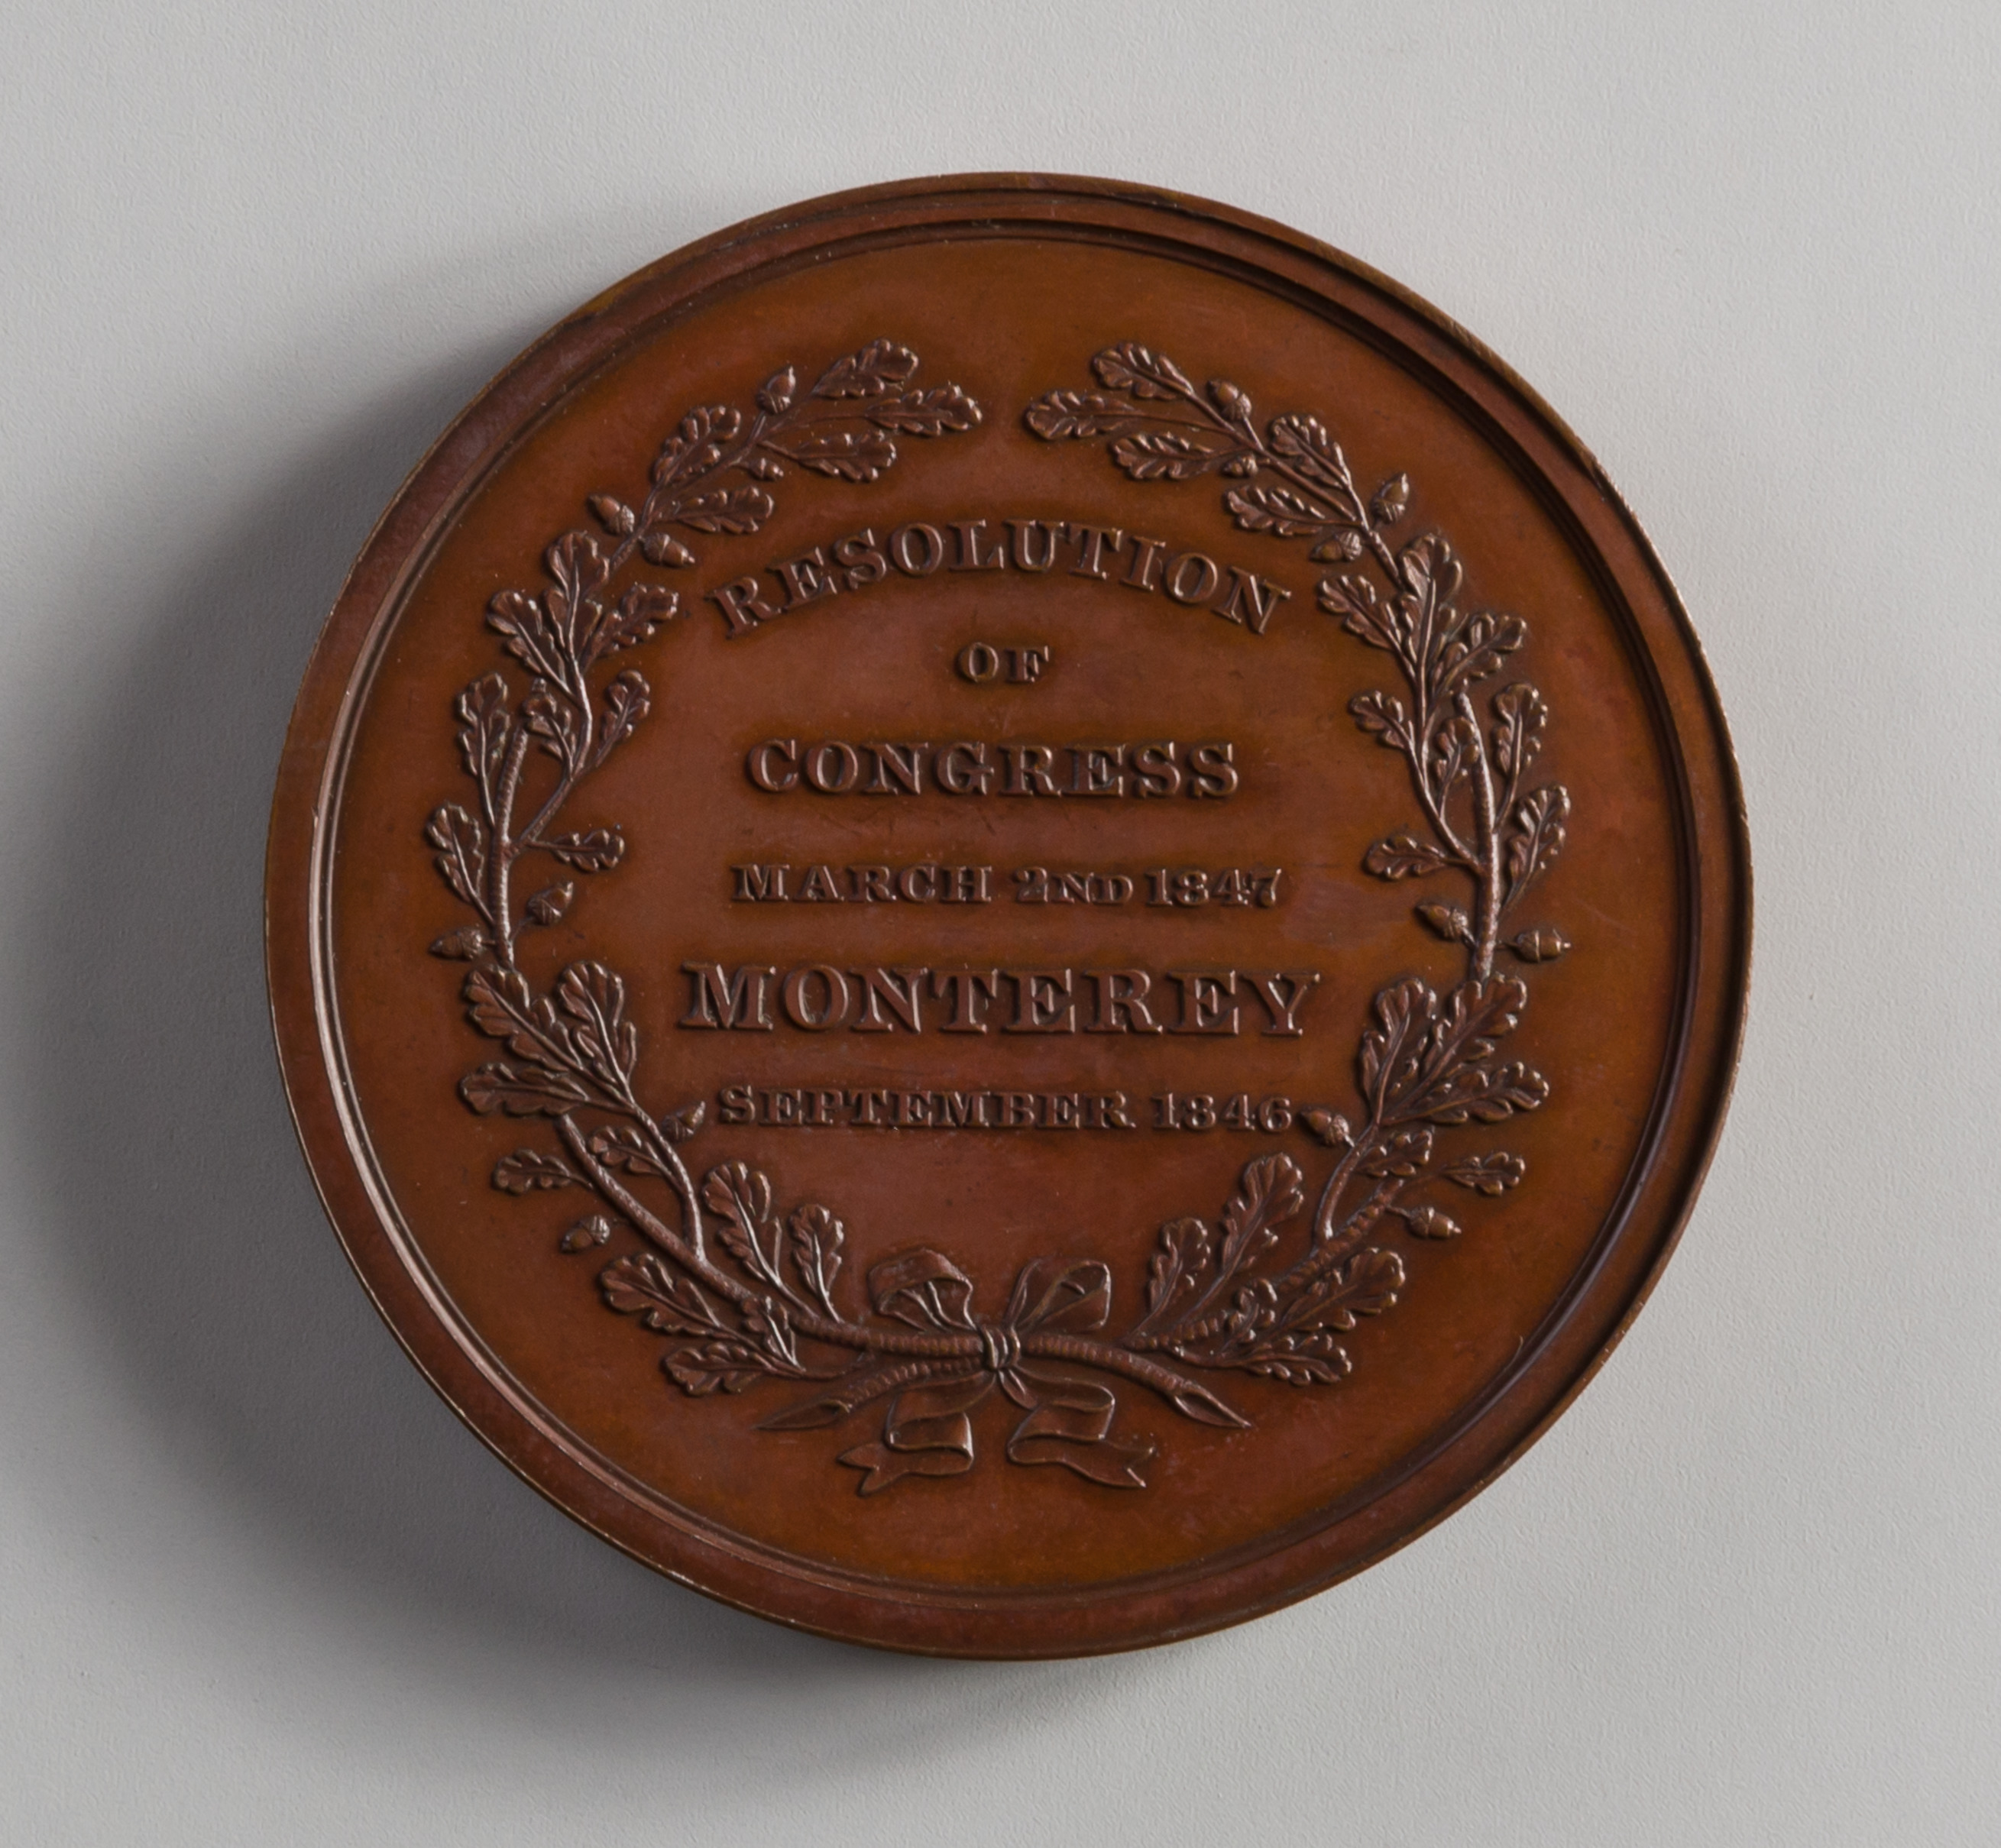 RESOLUTION
OF
CONGRESS
MARCH 2ND 1847
MONTEREY
SEPTEMBER 1846